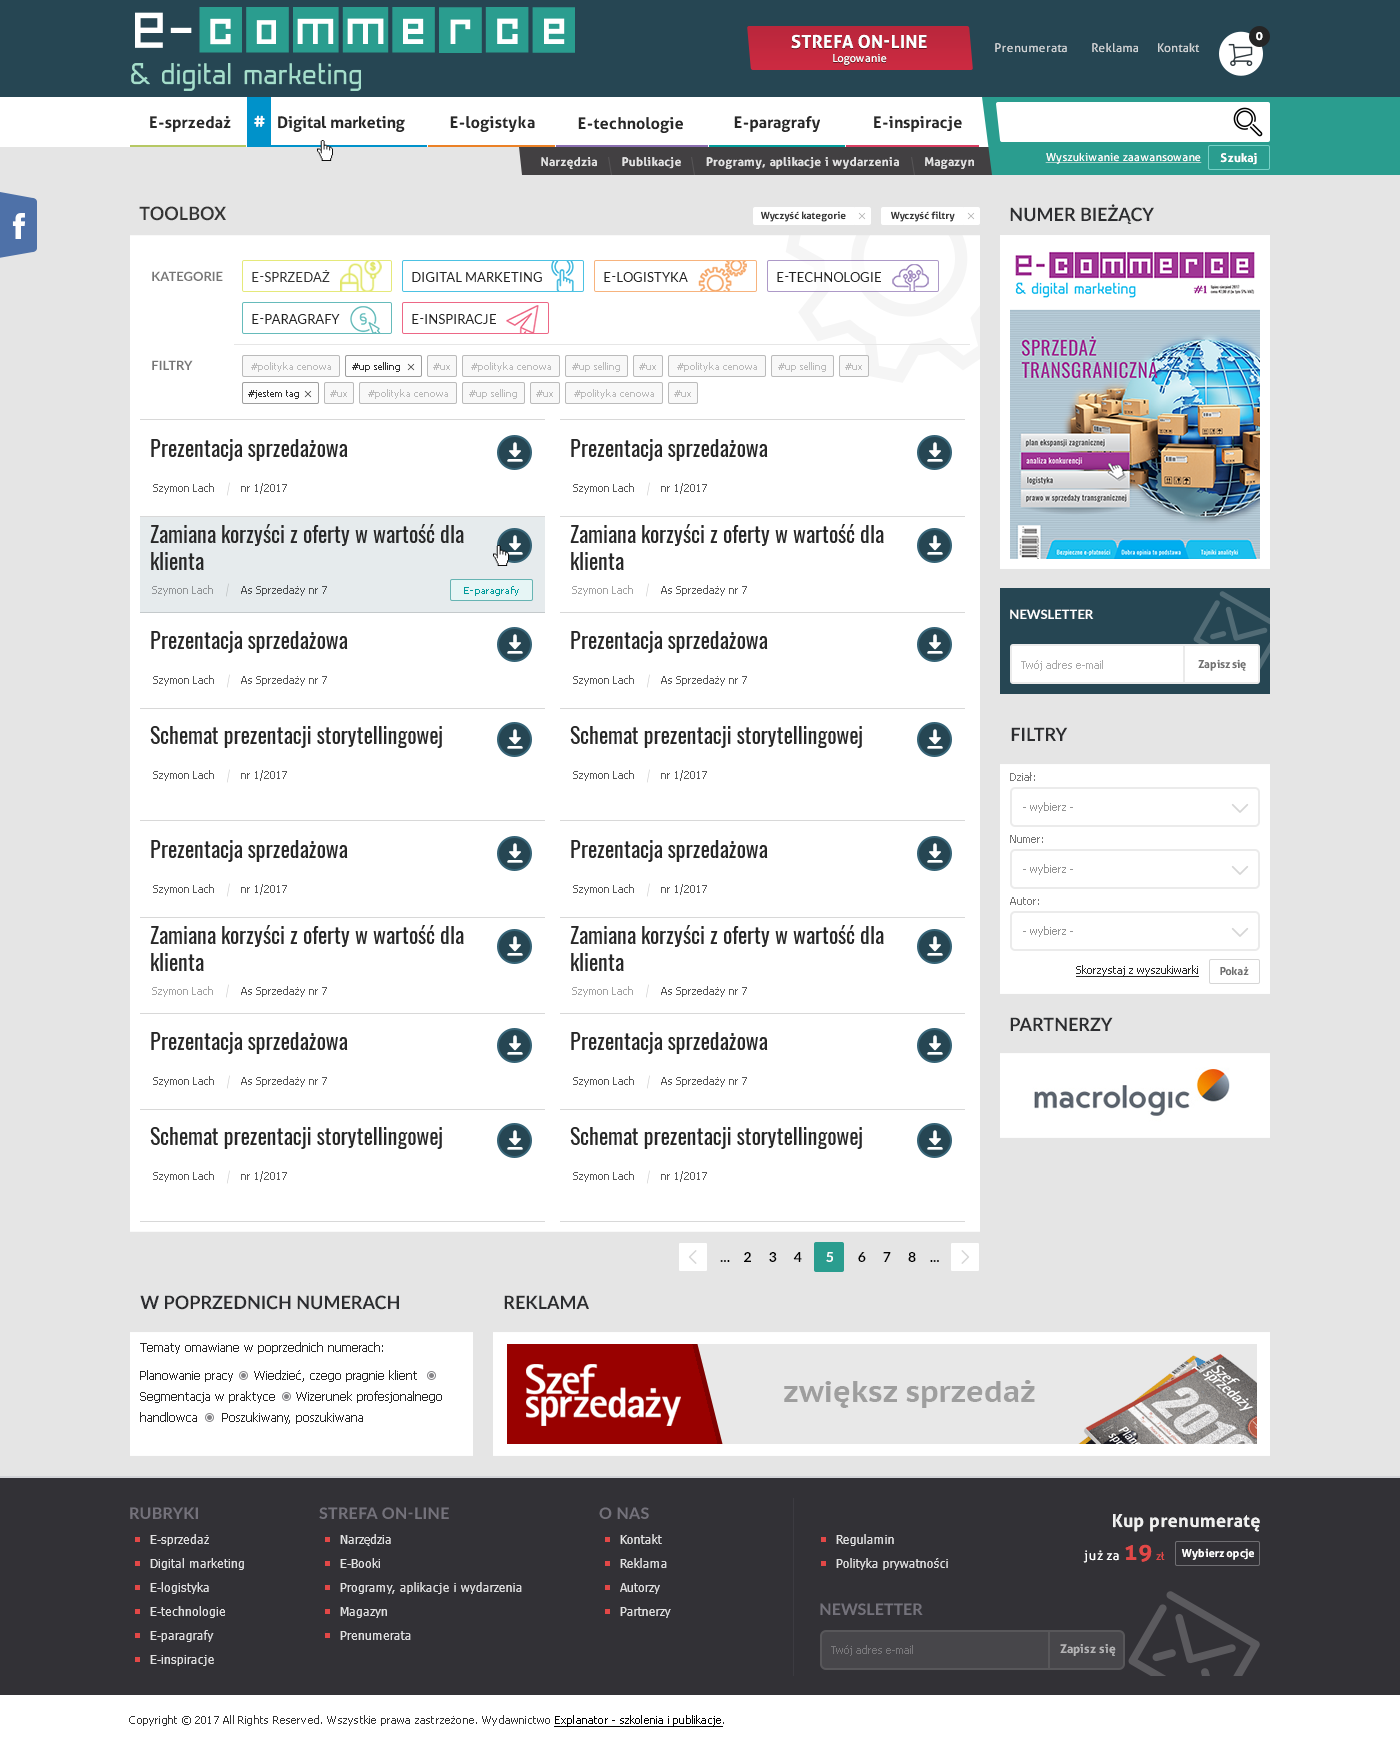 e-commerce
& digital marketing
STREFA ON-LINE
Logowanie
Prenumerata
Reklama
Kontakt
0
E-sprzedaż
#
Digital marketing
E-logistyka
E-technologie
E-paragrafy
E-inspiracje
Narzędzia
Publikacje
Programy, aplikacje i wydarzenia
Magazyn
Wyszukiwanie zaawansowane
Szukaj
f
TOOLBOX
Wyczyść kategorie
Wyczyść filtry
KATEGORIE
E-SPRZEDAŻ
DIGITAL MARKETING
E-LOGISTYKA
E-TECHNOLOGIE
E-PARAGRAFY
E-INSPIRACJE
FILTRY
#polityka cenowa
#up selling
#ux
#polityka cenowa
#up selling
#ux
#polityka cenowa
#up selling
#ux
#jestem tag
#ux
#polityka cenowa
#up selling
#ux
#polityka cenowa
#ux
Prezentacja sprzedażowa
Szymon Lach / nr 1/2017
Prezentacja sprzedażowa
Szymon Lach / nr 1/2017
Zamiana korzyści z oferty w wartość dla
klienta
Szymon Lach / As Sprzedaży nr 7
E-paragrafy
Zamiana korzyści z oferty w wartość dla
klienta
Szymon Lach / As Sprzedaży nr 7
Prezentacja sprzedażowa
Szymon Lach / As Sprzedaży nr 7
Prezentacja sprzedażowa
Szymon Lach / As Sprzedaży nr 7
Schemat prezentacji storytellingowej
Szymon Lach / nr 1/2017
Schemat prezentacji storytellingowej
Szymon Lach / nr 1/2017
Prezentacja sprzedażowa
Szymon Lach / nr 1/2017
Prezentacja sprzedażowa
Szymon Lach / nr 1/2017
Zamiana korzyści z oferty w wartość dla
klienta
Szymon Lach / As Sprzedaży nr 7
Zamiana korzyści z oferty w wartość dla
klienta
Szymon Lach / As Sprzedaży nr 7
Prezentacja sprzedażowa
Szymon Lach / As Sprzedaży nr 7
Prezentacja sprzedażowa
Szymon Lach / As Sprzedaży nr 7
Schemat prezentacji storytellingowej
Szymon Lach / nr 1/2017
Schemat prezentacji storytellingowej
Szymon Lach / nr 1/2017
... 2 3 4 5 6 7 8 ...
NUMER BIEŻĄCY
e-commerce
& digital marketing
#1
SPRZEDAŻ
TRANSGRANICZNA
plan ekspansji zagranicznej
analiza konkurencji
logistyka
prawo w sprzedaży transgranicznej
Bezpieczne e-płatności
Dobra opinia to podstawa
Tajniki analityki
NEWSLETTER
Twój adres e-mail
Zapisz się
FILTRY
Dział:
- wybierz -
Numer:
- wybierz -
Autor:
- wybierz -
Skorzystaj z wyszukiwarki
Pokaż
PARTNERZY
macrologic
W POPRZEDNICH NUMERACH
Tematy omawiane w poprzednich numerach:
Planowanie pracy Wiedzieć, czego pragnie klient
Segmentacja w praktyce Wizerunek profesjonalnego
handlowca Poszukiwany, poszukiwana
REKLAMA
Szef
sprzedaży
zwiększ sprzedaż
Szef
sprzedaży
RUBRYKI
E-sprzedaż
Digital marketing
E-logistyka
E-technologie
E-paragrafy
E-inspiracje
STREFA ON-LINE
Narzędzia
E-Booki
Programy, aplikacje i wydarzenia
Magazyn
Prenumerata
O NAS
Kontakt
Reklama
Autorzy
Partnerzy
Regulamin
Polityka prywatności
Kup prenumeratę
już za 19 zł
Wybierz opcje
NEWSLETTER
Twój adres e-mail
Zapisz się
Copyright © 2017 All Rights Reserved. Wszystkie prawa zastrzeżone. Wydawnictwo Explanator - szkolenia i publikacje.